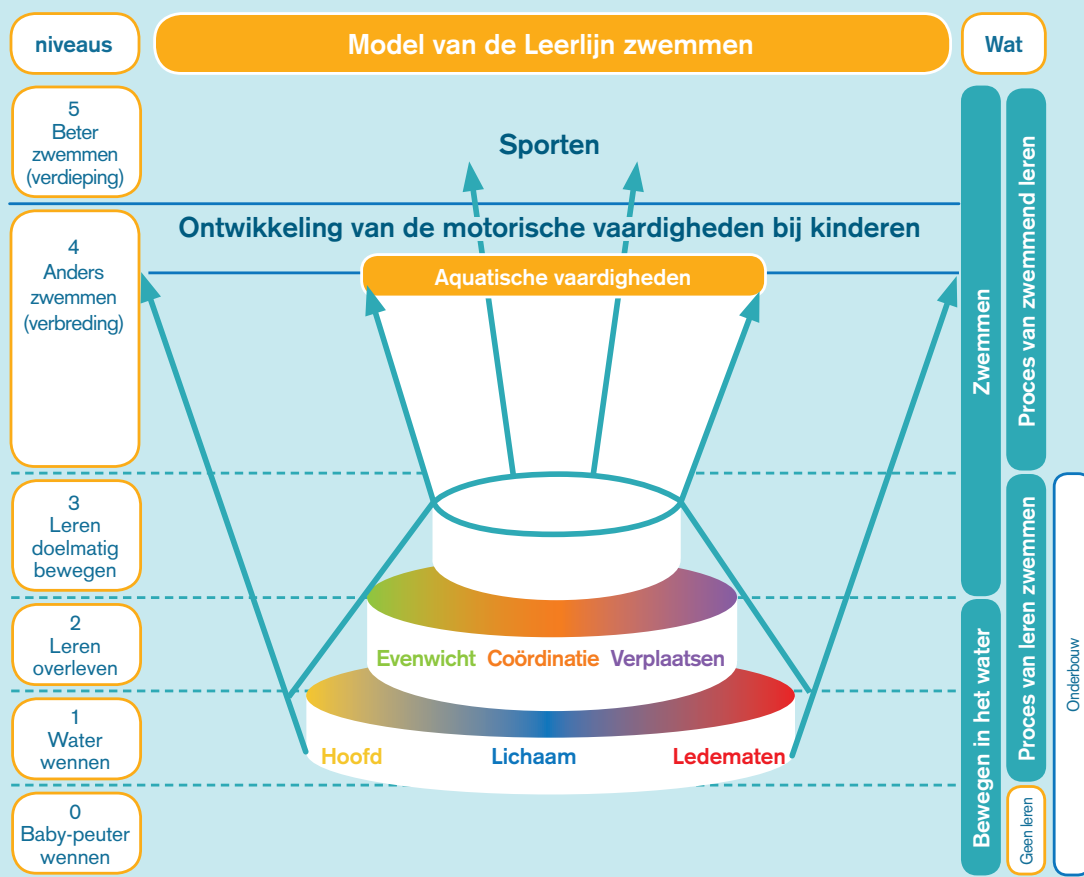 niveaus
Model van de Leerlijn zwemmen
Wat
5
Beter
zwemmen
(verdieping)
Sporten
4
Anders
zwemmen
(verbreding)
Ontwikkeling van de motorische vaardigheden bij kinderen
Aquatische vaardigheden
3
Leren
doelmatig
bewegen
2
Leren
overleven
Evenwicht Coördinatie Verplaatsen
1
Water
wennen
Hoofd Lichaam Ledematen
0
Baby-peuter
wennen
Zwemmen
Bewegen in het water
Proces van zwemmend leren
Proces van leren zwemmen
Geen leren
Onderbouw